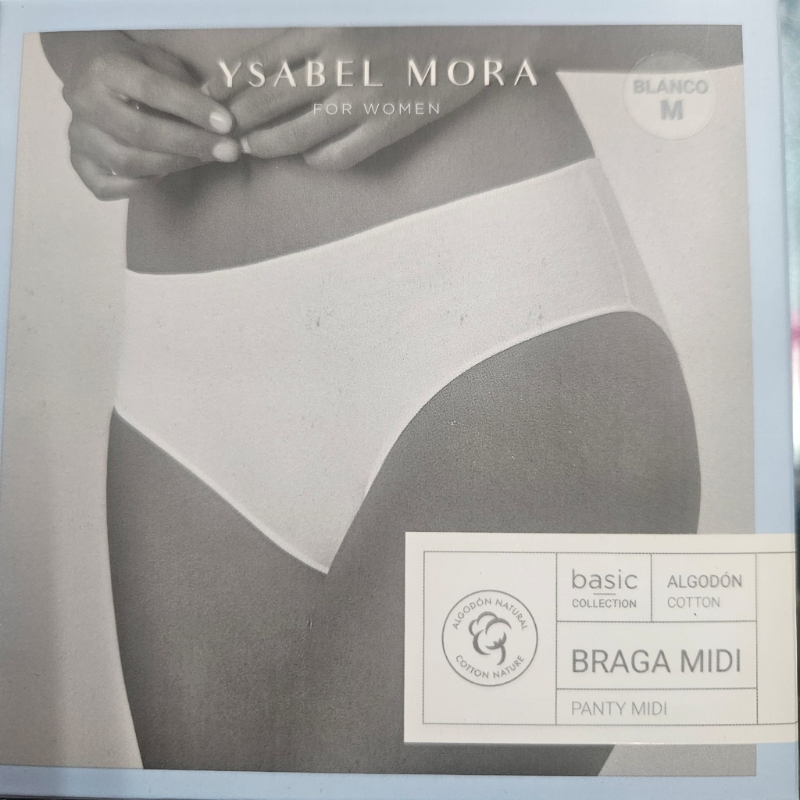 YSABEL MORA
FOR WOMEN
BLANCO
M
basic
COLLECTION
ALGODÓN
COTTON
ALGODÓN NATURAL
COTTON NATURE
BRAGA MIDI
PANTY MIDI